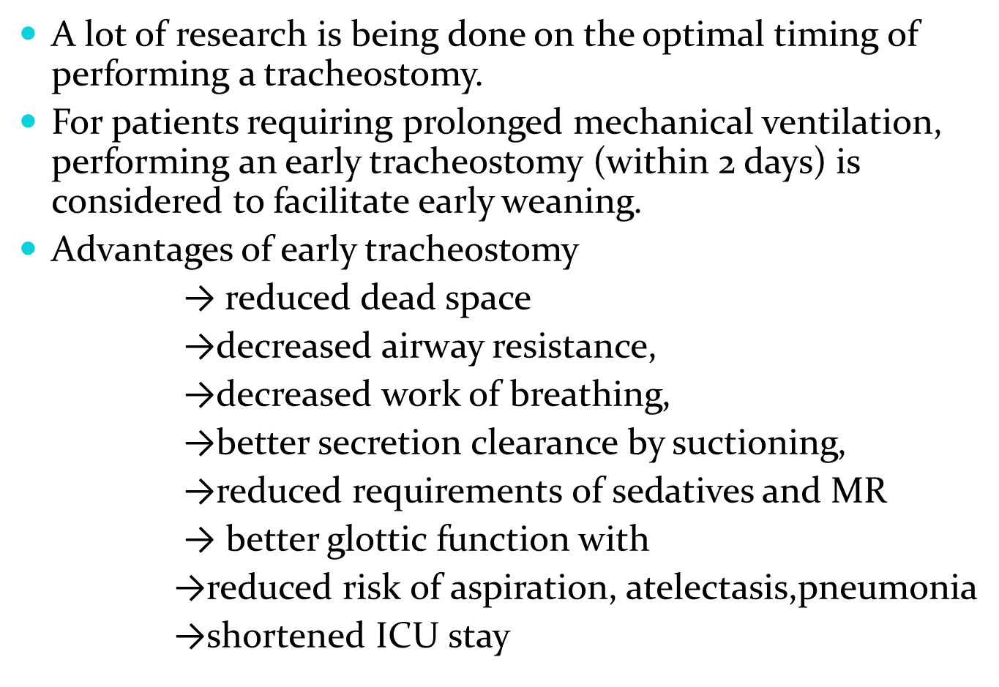 • A lot of research is being done on the optimal timing of
performing a tracheostomy.
• For patients requiring prolonged mechanical ventilation,
performing an early tracheostomy (within 2 days) is
considered to facilitate early weaning.
• Advantages of early tracheostomy
→ reduced dead space
→decreased airway resistance,
→decreased work of breathing,
→better secretion clearance by suctioning,
→reduced requirements of sedatives and MR
→ better glottic function with
→reduced risk of aspiration, atelectasis,pneumonia
→shortened ICU stay